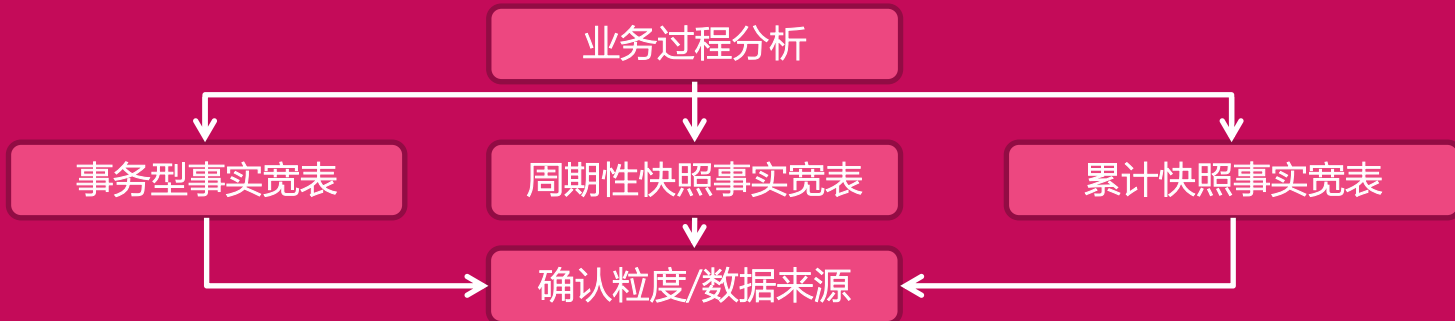 业务过程分析
事务型事实宽表
周期性快照事实宽表
累计快照事实宽表
确认粒度/数据来源